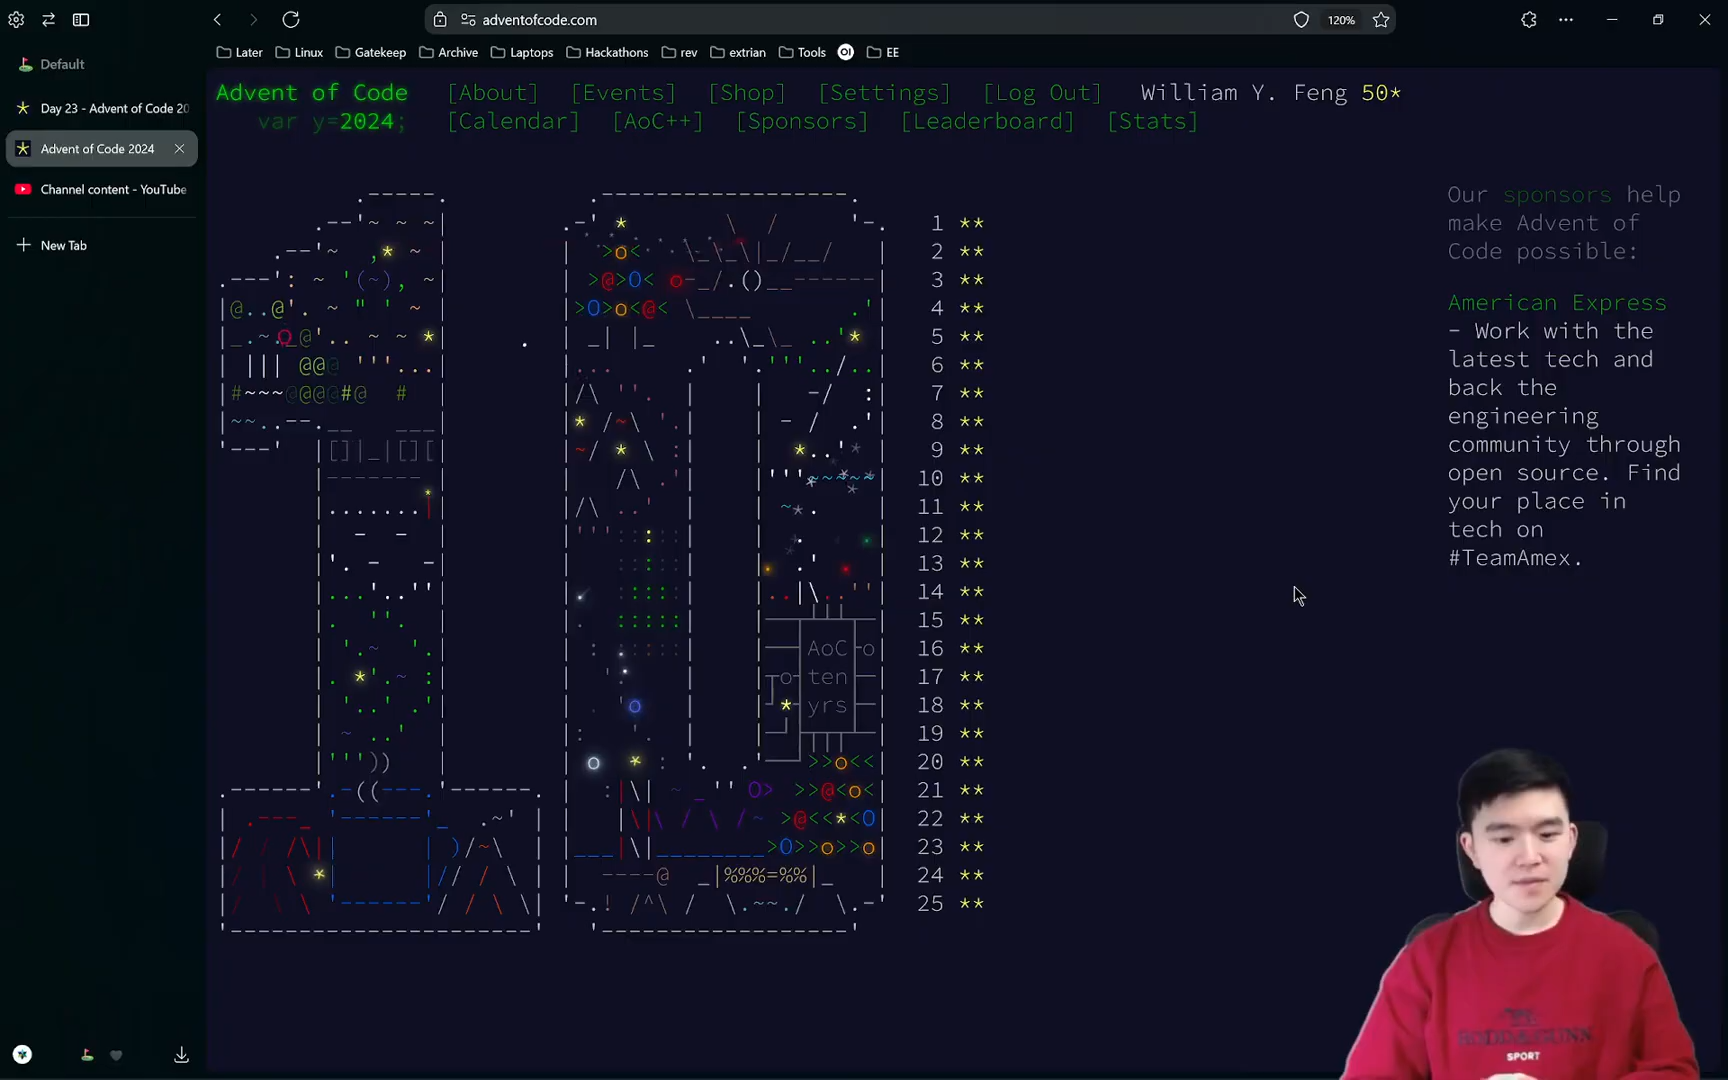 adventofcode.com
120%
Later
Linux
Gatekeep
Archive
Laptops
Hackathons
rev
extrian
Tools
EE
Default
Day 23 - Advent of Code 20
Advent of Code 2024
Channel content - YouTube
New Tab
Advent of Code [About] [Events] [Shop] [Settings] [Log Out] William Y. Feng 50*
var y=2024; [Calendar] [AoC++] [Sponsors] [Leaderboard] [Stats]
1 **
2 **
3 **
4 **
5 **
6 **
7 **
8 **
9 **
10 **
11 **
12 **
13 **
14 **
15 **
16 **
17 **
18 **
19 **
20 **
21 **
22 **
23 **
24 **
25 **
AoC
ten
yrs
Our sponsors help
make Advent of
Code possible:
American Express
- Work with the
latest tech and
back the
engineering
community through
open source. Find
your place in
tech on
#TeamAmex.
SPORT